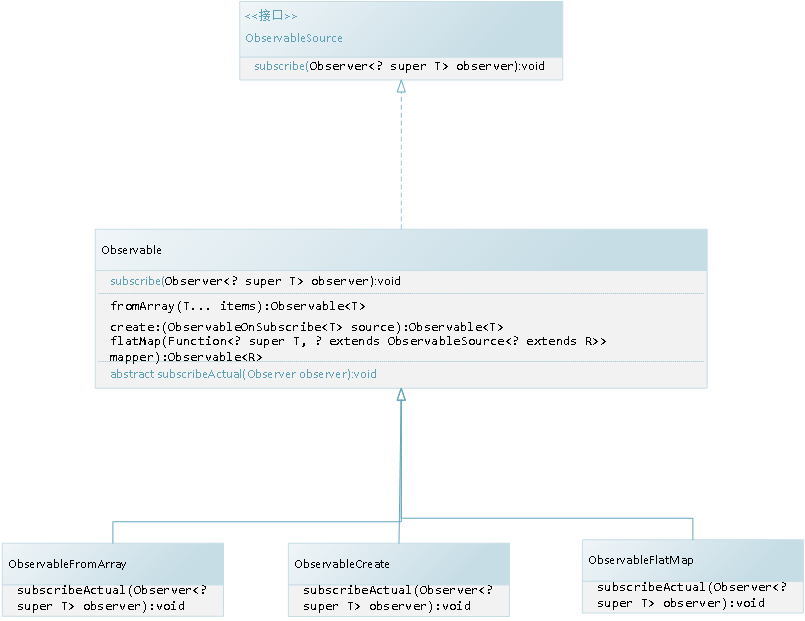 <<接口>>
ObservableSource
subscribe(Observer<? super T> observer):void
Observable
subscribe(Observer<? super T> observer):void
fromArray(T... items):Observable<T>
create:(ObservableOnSubscribe<T> source):Observable<T>
flatMap(Function<? super T, ? extends ObservableSource<? extends R>>
mapper):Observable<R>
abstract subscribeActual(Observer observer):void
ObservableFromArray
subscribeActual(Observer<?
super T> observer):void
ObservableCreate
subscribeActual(Observer<?
super T> observer):void
ObservableFlatMap
subscribeActual(Observer<?
super T> observer):void